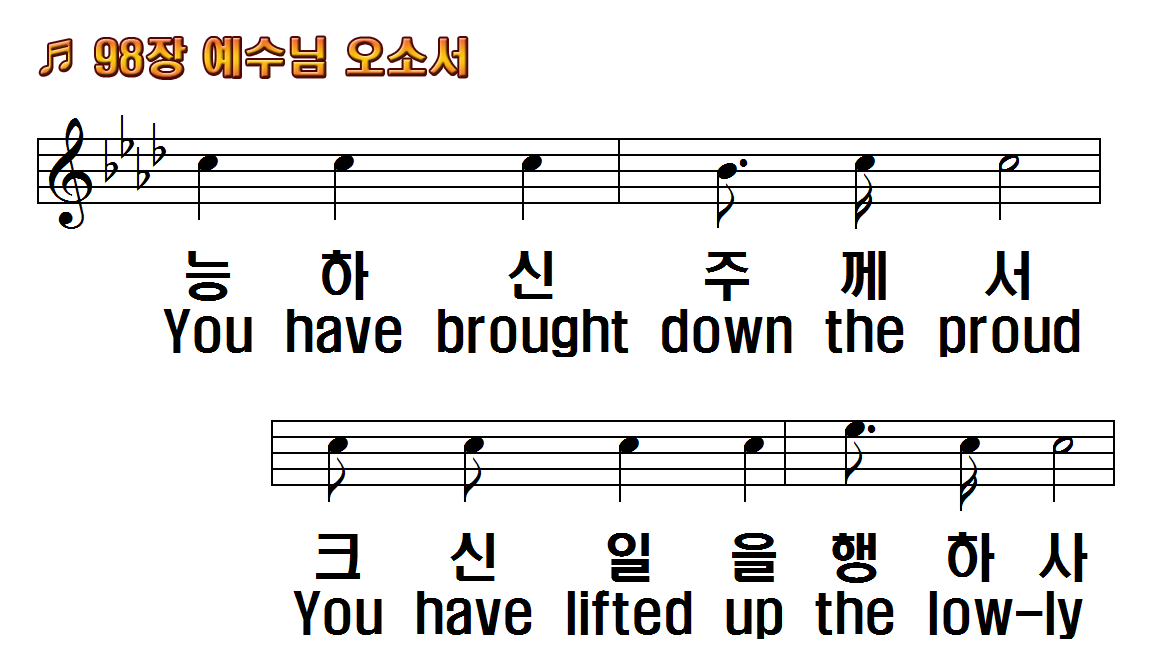 98장 예수님 오소서
능 하 신 주 께 서
You have brought down the proud
크 신 일 을 행 하 사
You have lifted up the low-ly